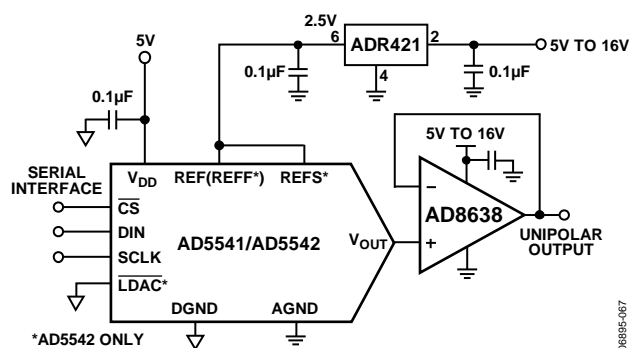 2.5V
5V
6
ADR421
2
5V TO 16V
0.1µF
4
0.1µF
0.1µF
5V TO 16V
SERIAL
INTERFACE
VDD
REF(REFF*)
REFS*
–
CS
AD8638
DIN
AD5541/AD5542
VOUT
+
UNIPOLAR
OUTPUT
SCLK
LDAC*
DGND
AGND
*AD5542 ONLY
06895-067